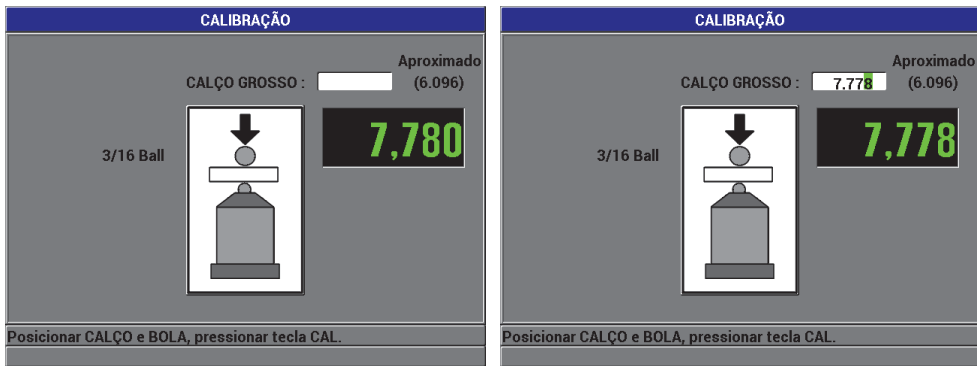 CALIBRAÇÃO
Aproximado
CALÇO GROSSO : (6.096)
7,780
3/16 Ball
Posicionar CALÇO e BOLA, pressionar tecla CAL.
CALIBRAÇÃO
Aproximado
CALÇO GROSSO : 7.778 (6.096)
7,778
3/16 Ball
Posicionar CALÇO e BOLA, pressionar tecla CAL.